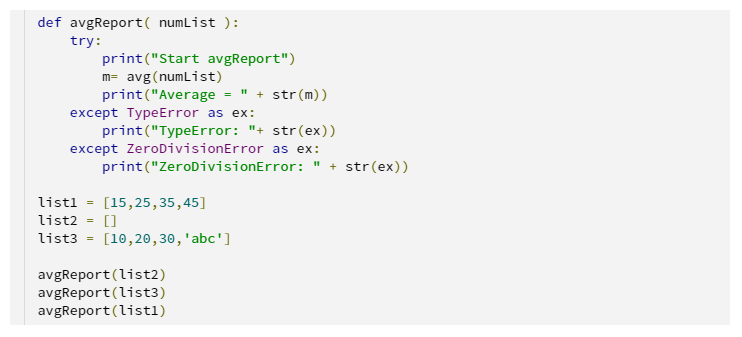 def avgReport( numList ):
    try:
        print("Start avgReport")
        m= avg(numList)
        print("Average = " + str(m))
    except TypeError as ex:
        print("TypeError: "+ str(ex))
    except ZeroDivisionError as ex:
        print("ZeroDivisionError: " + str(ex))

list1 = [15,25,35,45]
list2 = []
list3 = [10,20,30,'abc']

avgReport(list2)
avgReport(list3)
avgReport(list1)